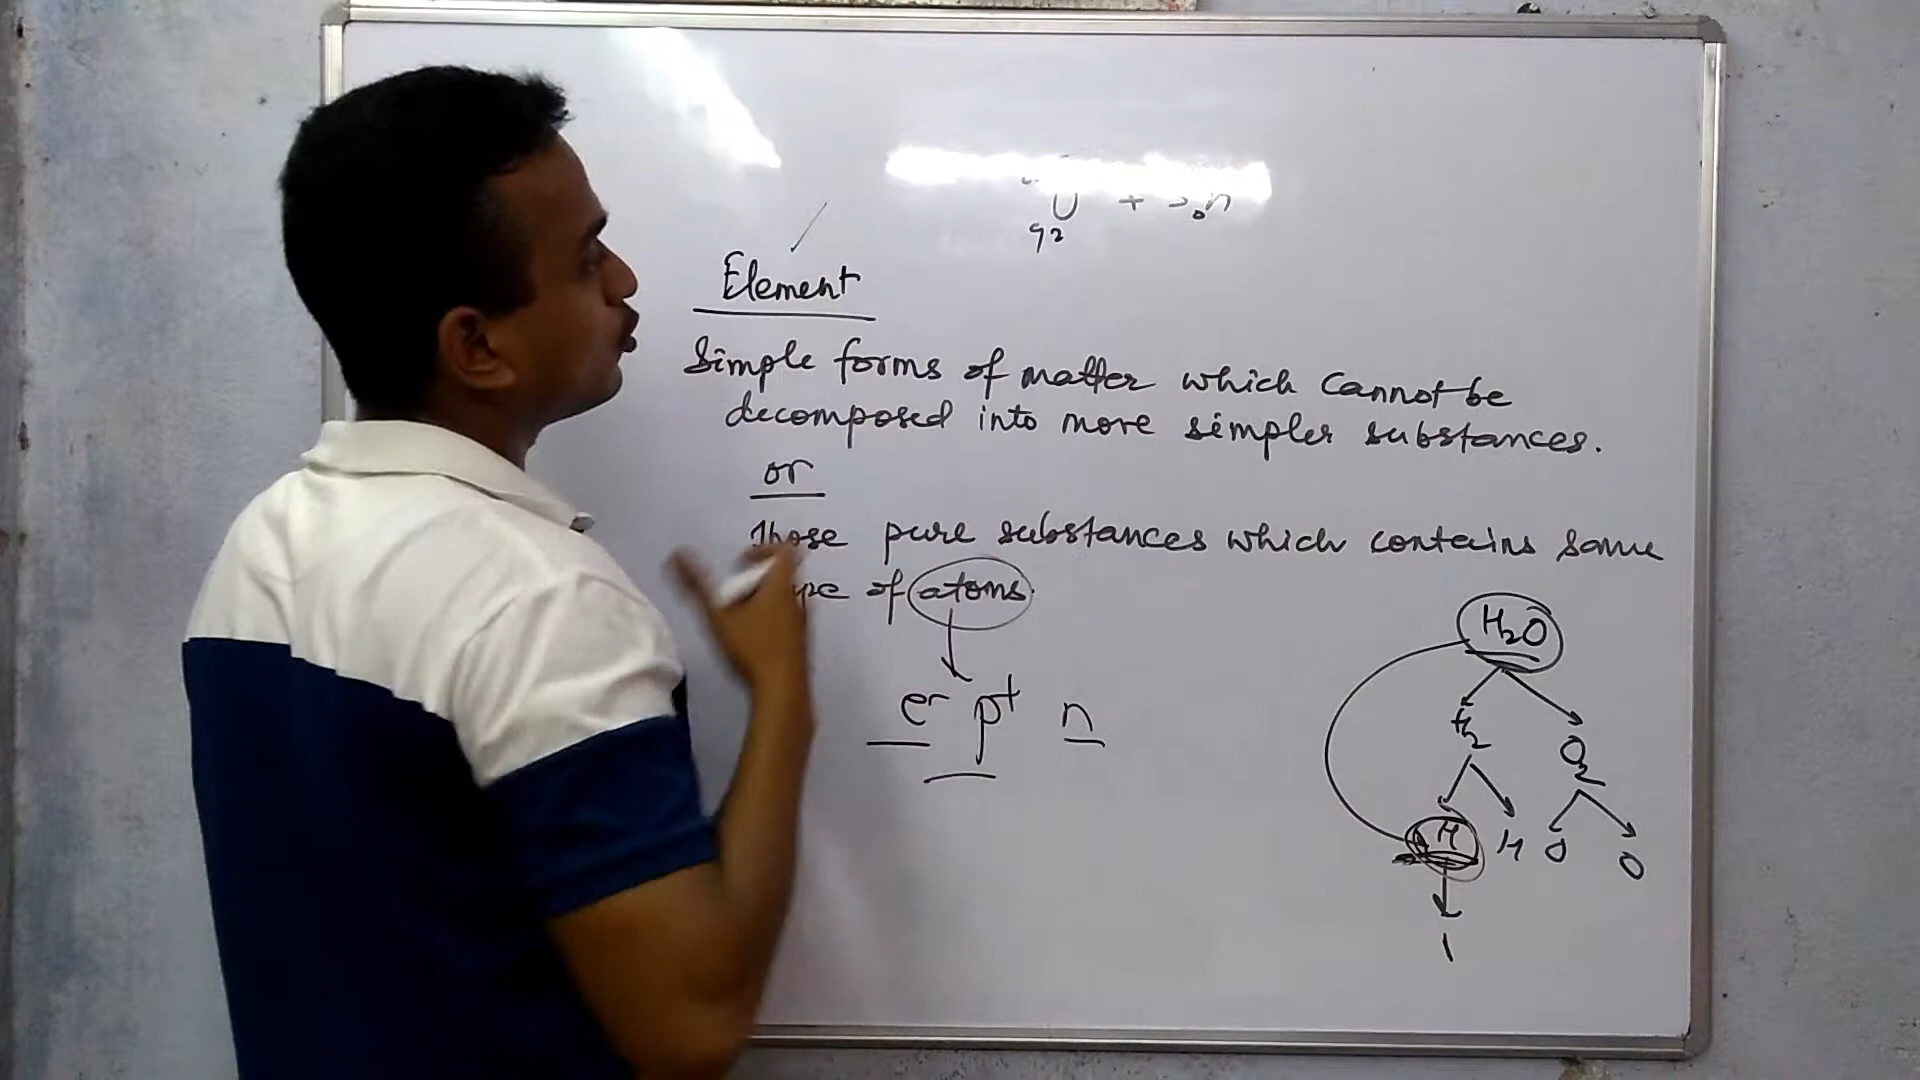 U + n
92
Element
Simple forms of matter which cannot be
decomposed into more simpler substances.
or
those pure substances which contains same
of atoms.
e- p+ n
H2O
H2 O2
H H O O
1